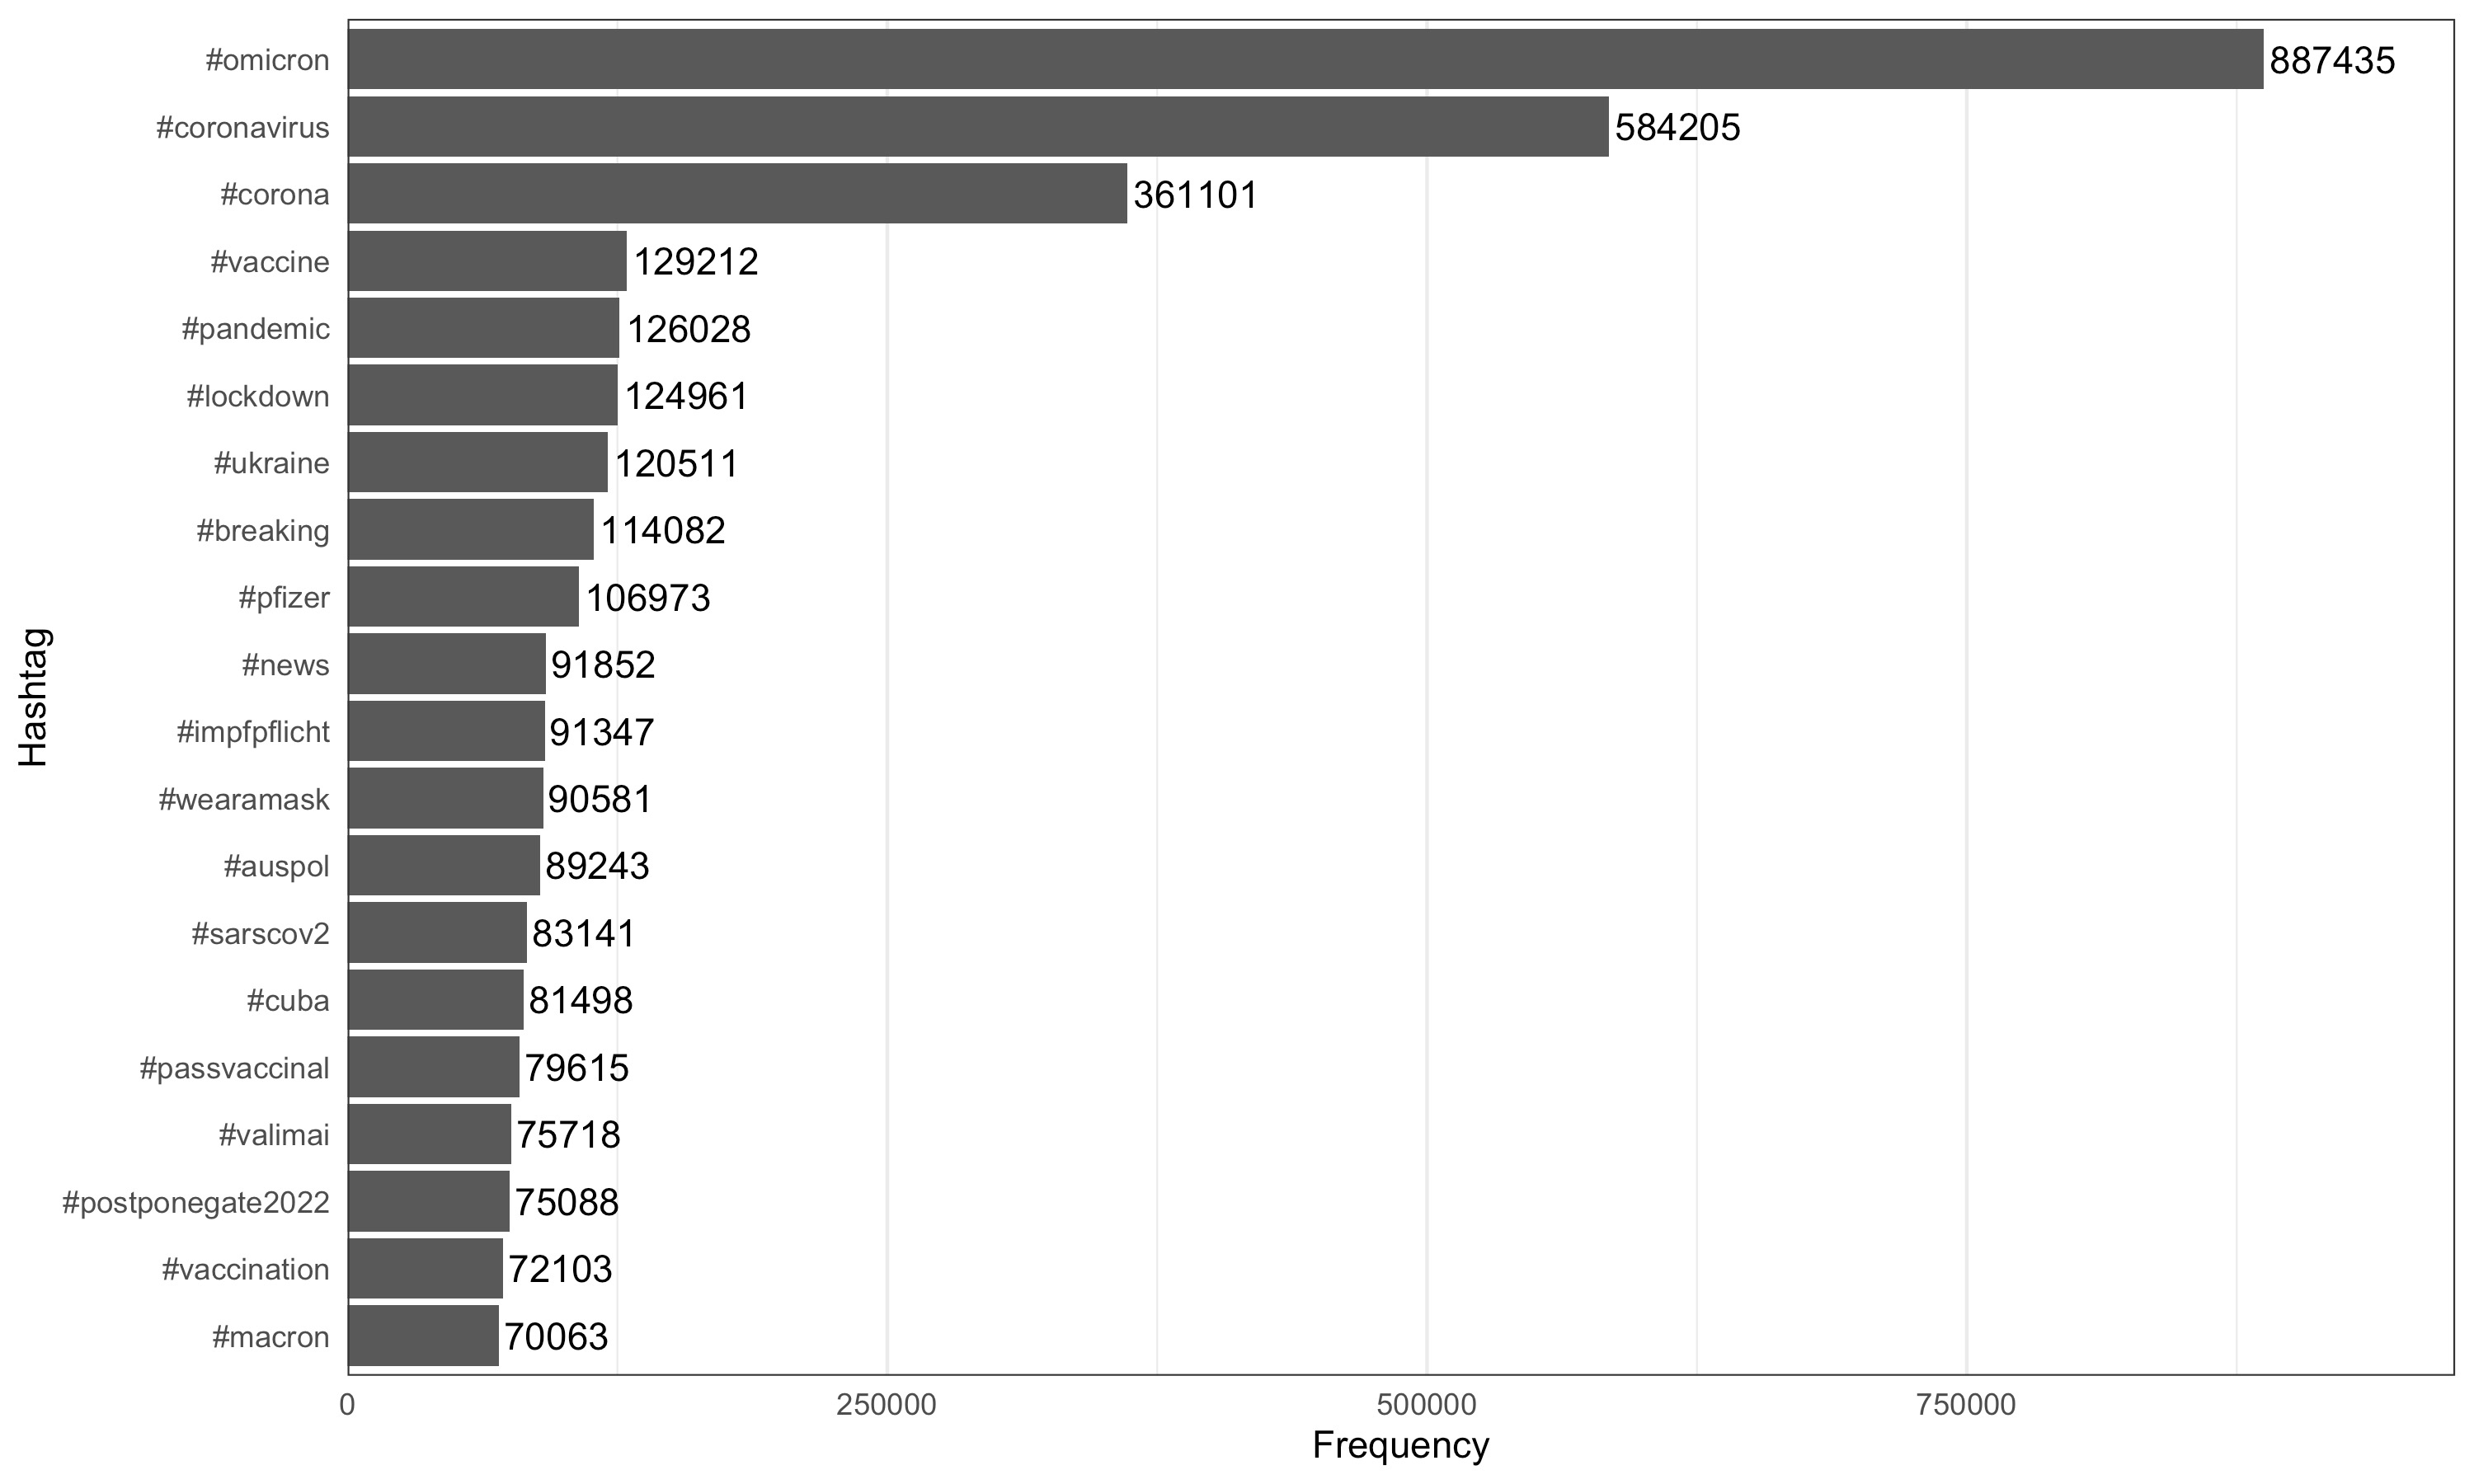 #omicron 887435
#coronavirus 584205
#corona 361101
#vaccine 129212
#pandemic 126028
#lockdown 124961
#ukraine 120511
#breaking 114082
#pfizer 106973
#news 91852
#impfpflicht 91347
#wearamask 90581
#auspol 89243
#sarscov2 83141
#cuba 81498
#passvaccinal 79615
#valimai 75718
#postponegate2022 75088
#vaccination 72103
#macron 70063
Hashtag
0 250000 500000 750000
Frequency